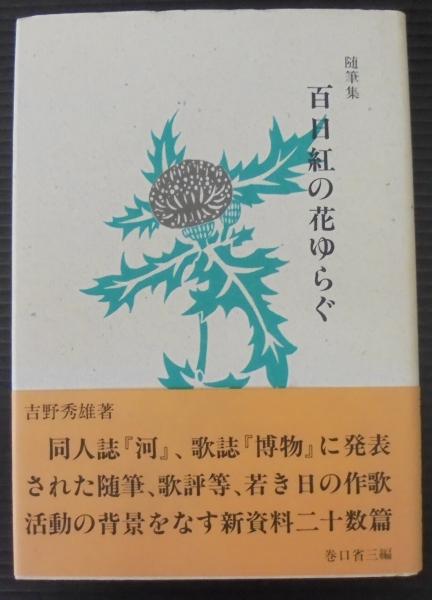 随筆集
百日紅の花ゆらぐ
吉野秀雄著
同人誌『河』、歌誌『博物』に発表
された随筆、歌評等、若き日の作歌
活動の背景をなす新資料二十数篇
巻口省三編